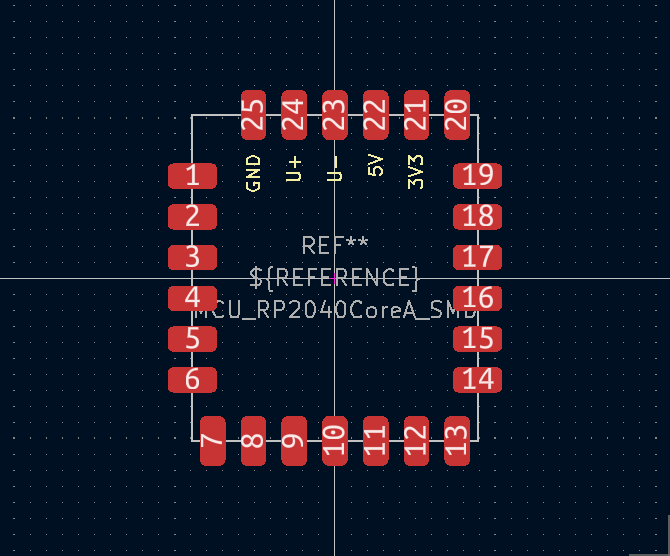 25 24 23 22 21 20
GND U+ U- 5V 3V3
1 19
2 18
3 17
REF**
${REFERENCE}
4 16
MCU_RP2040CoreA_SMD
5 15
6 14
7 8 9 10 11 12 13